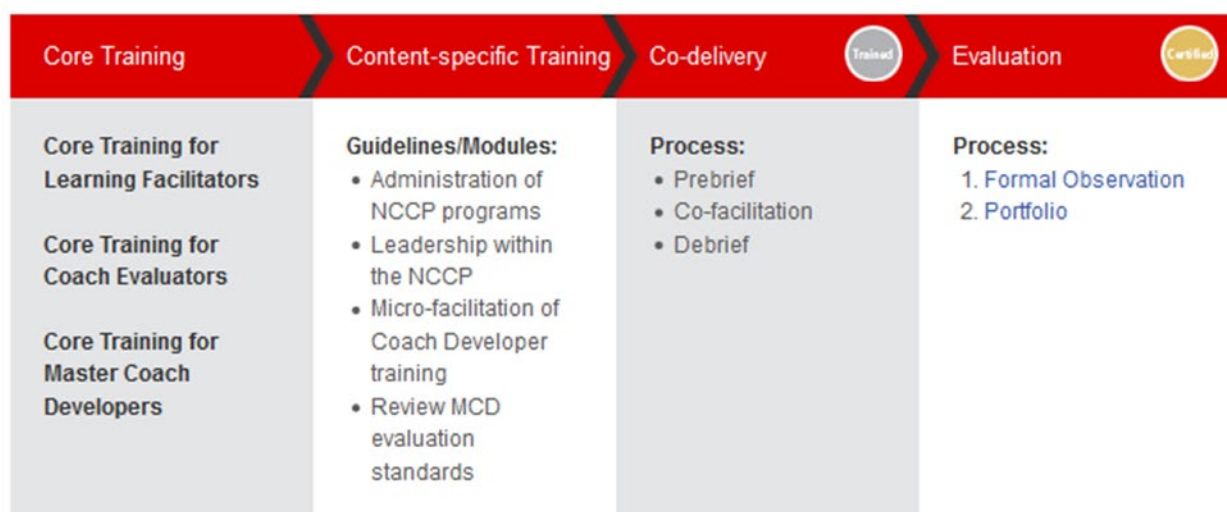 Core Training
Content-specific Training
Co-delivery
Trained
Evaluation
Certified
Core Training for
Learning Facilitators
Core Training for
Coach Evaluators
Core Training for
Master Coach
Developers
Guidelines/Modules:
• Administration of
NCCP programs
• Leadership within
the NCCP
• Micro-facilitation of
Coach Developer
training
• Review MCD
evaluation
standards
Process:
• Prebrief
• Co-facilitation
• Debrief
Process:
1. Formal Observation
2. Portfolio